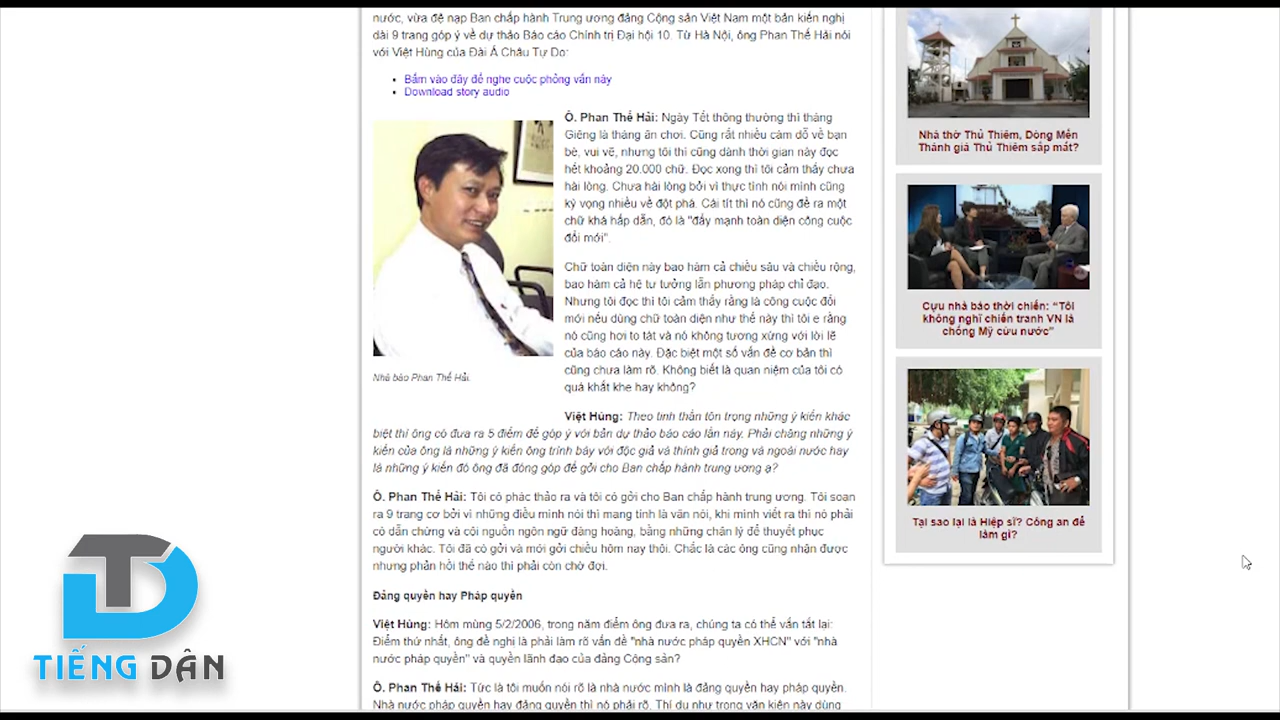 nước, vừa đệ nạp Ban chấp hành Trung ương đảng Cộng sản Việt Nam một bản kiến nghị
dài 9 trang góp ý về dự thảo Báo cáo Chính trị Đại hội 10. Từ Hà Nội, ông Phan Thế Hải nói
với Việt Hùng của Đài Á Châu Tự Do:
Bấm vào đây để nghe cuộc phỏng vấn này
Download story audio
Ô. Phan Thế Hải: Ngày Tết thông thường thì tháng
Giêng là tháng ăn chơi. Cũng rất nhiều cám dỗ về bạn
bè, vui vẽ, nhưng tôi thì cũng dành thời gian này đọc
hết khoảng 20.000 chữ. Đọc xong thì tôi cảm thấy chưa
hài lòng. Chưa hài lòng bởi vì thực tình nói mình cũng
kỳ vọng nhiều về đột phá. Cái tít thì nó cũng đề ra một
chữ khá hấp dẫn, đó là "đẩy mạnh toàn diện công cuộc
đổi mới".
Chữ toàn diện này bao hàm cả chiều sâu và chiều rộng,
bao hàm cả hệ tư tưởng lẫn phương pháp chỉ đạo.
Nhưng tôi đọc thì tôi cảm thấy rằng là công cuộc đổi
mới nếu dùng chữ toàn diện như thế này thì tôi e rằng
nó cũng hơi to tát và nó không tương xứng với lời lẽ
của báo cáo này. Đặc biệt một số vấn đề cơ bản thì
cũng chưa làm rõ. Không biết là quan niệm của tôi có
quá khắt khe hay không?
Nhà báo Phan Thế Hải.
Việt Hùng: Theo tinh thần tôn trọng những ý kiến khác
biệt thì ông có đưa ra 5 điểm để góp ý với bản dự thảo báo cáo lần này. Phải chăng những ý
kiến của ông là những ý kiến ông trình bày với độc giả và thính giả trong và ngoài nước hay
là những ý kiến đó ông đã đóng góp để gởi cho Ban chấp hành trung ương ạ?
Ô. Phan Thế Hải: Tôi có phác thảo ra và tôi có gởi cho Ban chấp hành trung ương. Tôi soạn
ra 9 trang cơ bởi vì những điều mình nói thì mang tính là văn nói, khi mình viết ra thì nó phải
có dẫn chứng và cội nguồn ngôn ngữ đàng hoàng, bằng những chân lý để thuyết phục
người khác. Tôi đã có gởi và mới gởi chiều hôm nay thôi. Chắc là các ông cũng nhận được
nhưng phản hồi thế nào thì phải còn chờ đợi.
Đảng quyền hay Pháp quyền
Việt Hùng: Hôm mùng 5/2/2006, trong năm điểm ông đưa ra, chúng ta có thể vắn tắt lại:
Điểm thứ nhất, ông đề nghị là phải làm rõ vấn đề "nhà nước pháp quyền XHCN" với "nhà
nước pháp quyền" và quyền lãnh đạo của đảng Công sản?
Ô. Phan Thế Hải: Tức là tôi muốn nói rõ là nhà nước mình là đảng quyền hay pháp quyền.
Nhà nước pháp quyền hay đảng quyền thì nó phải rõ. Thí dụ như trong văn kiện này dùng
Nhà thờ Thủ Thiêm, Dòng Mến
Thánh giá Thủ Thiêm sắp mất?
Cựu nhà báo thời chiến: “Tôi
không nghĩ chiến tranh VN là
chống Mỹ cứu nước”
Tại sao lại là Hiệp sĩ? Công an để
làm gì?
TIẾNG DÂN